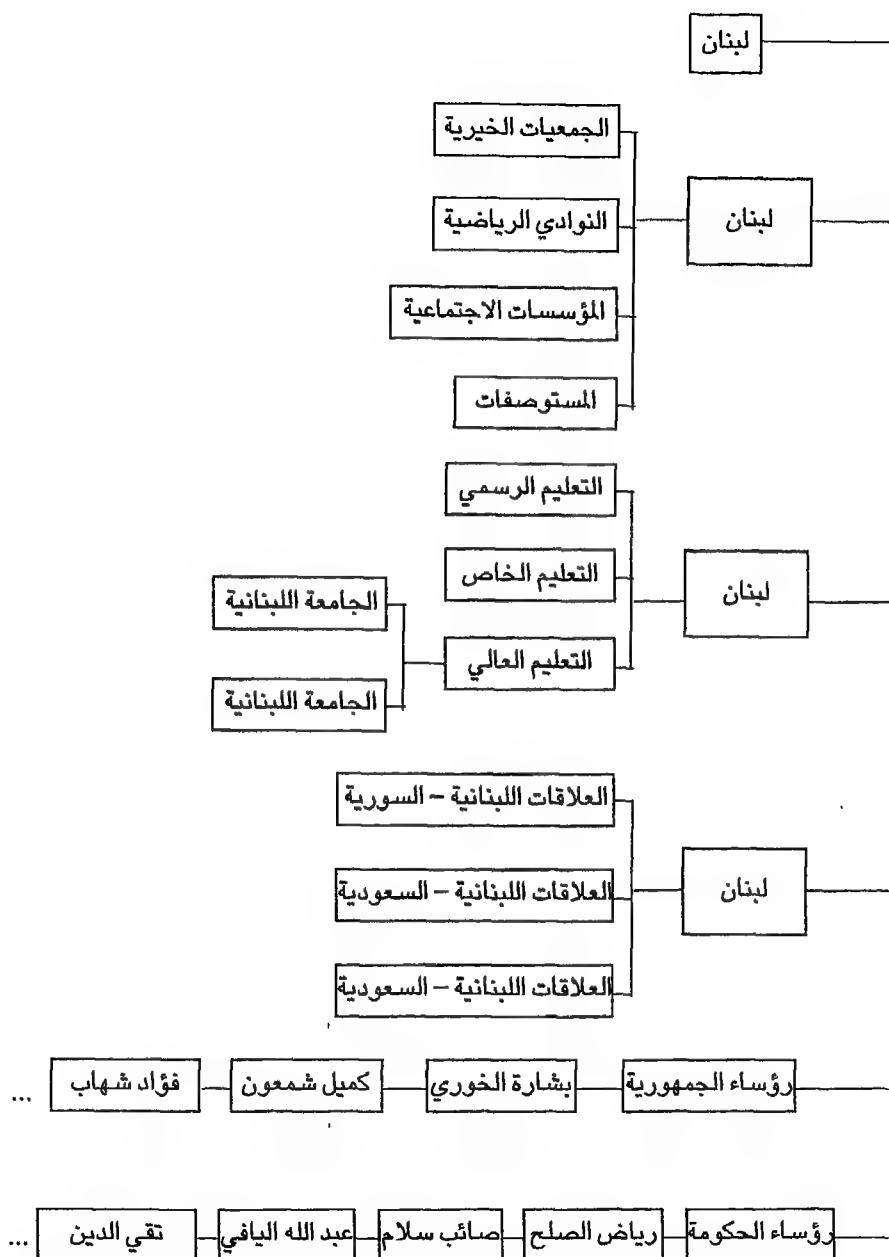 لبنان
لبنان
الجمعيات الخيرية
النوادي الرياضية
المؤسسات الاجتماعية
المستوصفات
لبنان
التعليم الرسمي
التعليم الخاص
التعليم العالي
الجامعة اللبنانية
الجامعة اللبنانية
لبنان
العلاقات اللبنانية – السورية
العلاقات اللبنانية – السعودية
العلاقات اللبنانية – السعودية
رؤساء الجمهورية بشارة الخوري كميل شمعون فؤاد شهاب ...
رؤساء الحكومة رياض الصلح صائب سلام عبد الله اليافي تقي الدين ...